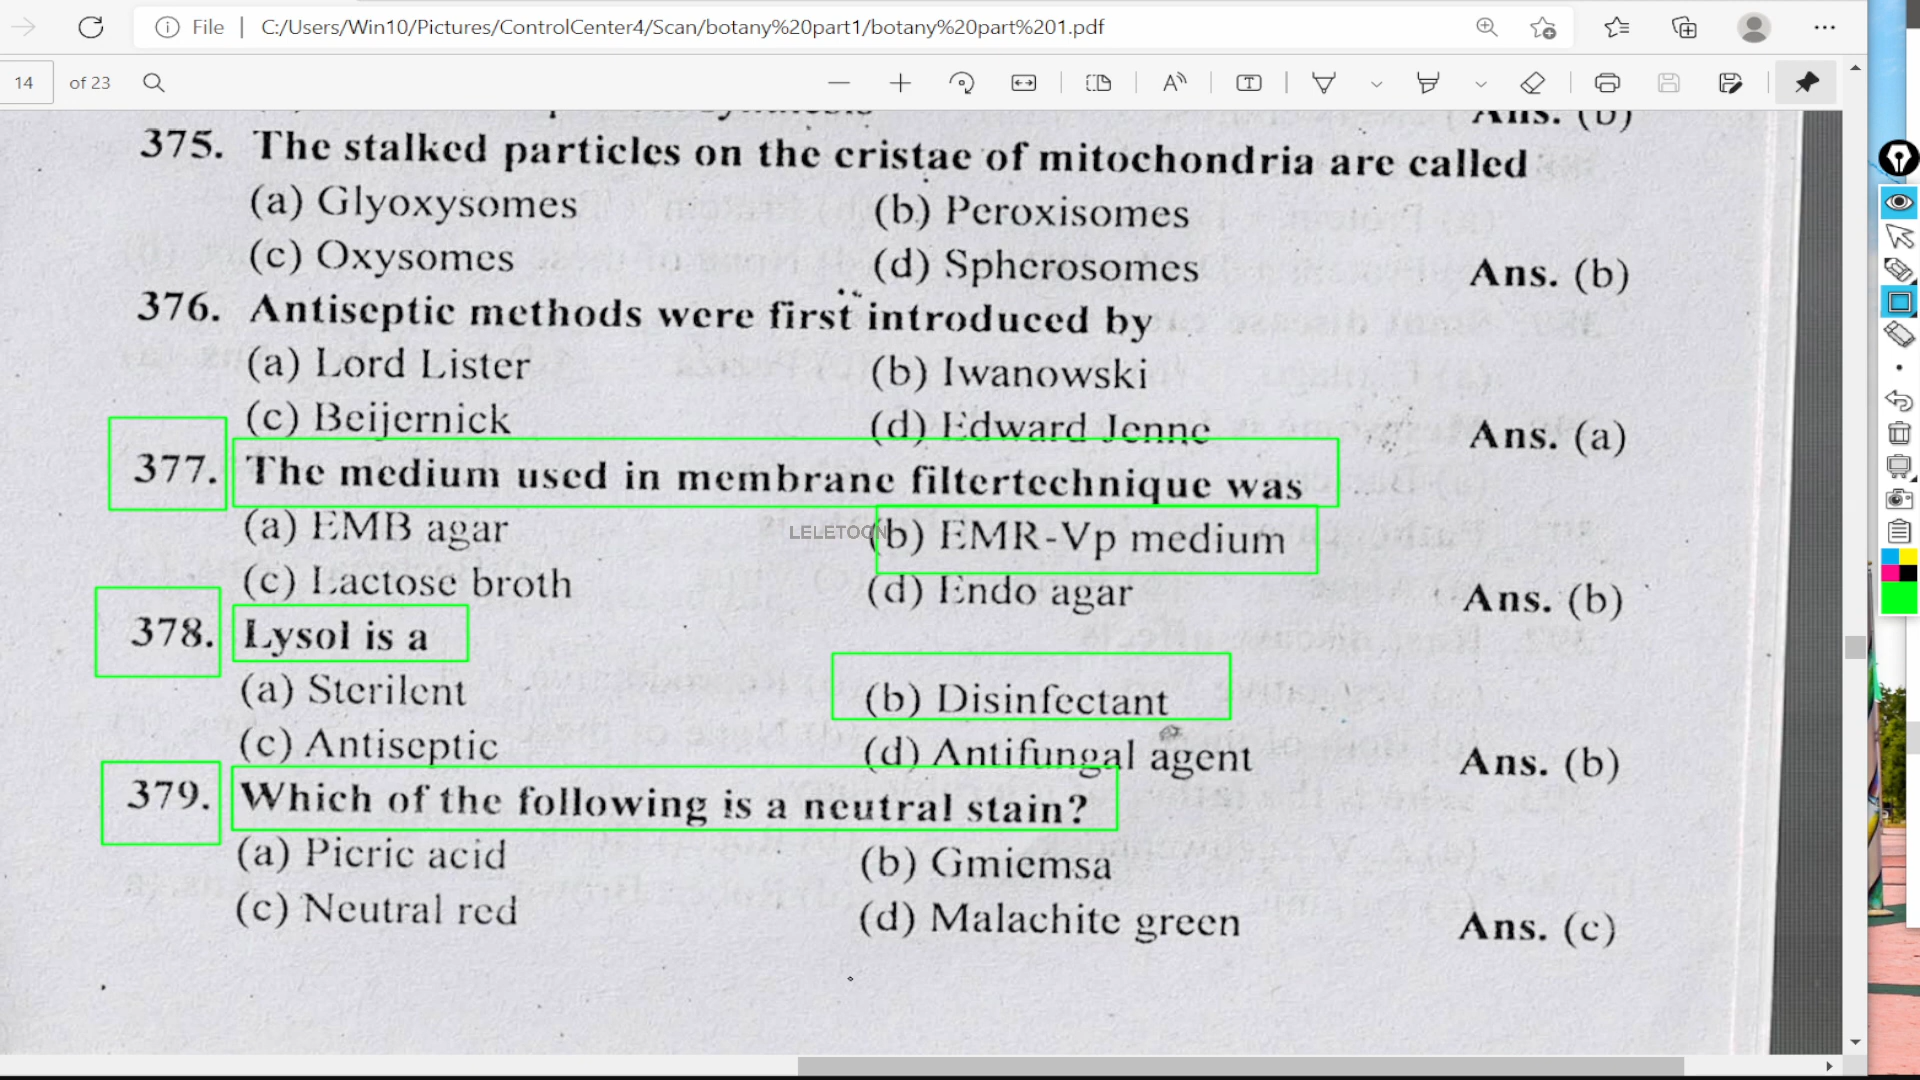 File
C:/Users/Win10/Pictures/ControlCenter4/Scan/botany%20part1/botany%20part%201.pdf
14 of 23
375. The stalked particles on the cristae of mitochondria are called
(a) Glyoxysomes (b) Peroxisomes
(c) Oxysomes (d) Spherosomes Ans. (b)
376. Antiseptic methods were first introduced by
(a) Lord Lister (b) Iwanowski
(c) Beijernick (d) Edward Jenne Ans. (a)
377. The medium used in membrane filtertechnique was
(a) EMB agar (b) EMR-Vp medium
LELETOON
(c) Lactose broth (d) Endo agar Ans. (b)
378. Lysol is a
(a) Sterilent (b) Disinfectant
(c) Antiseptic (d) Antifungal agent Ans. (b)
379. Which of the following is a neutral stain?
(a) Picric acid (b) Gmiemsa
(c) Neutral red (d) Malachite green Ans. (c)